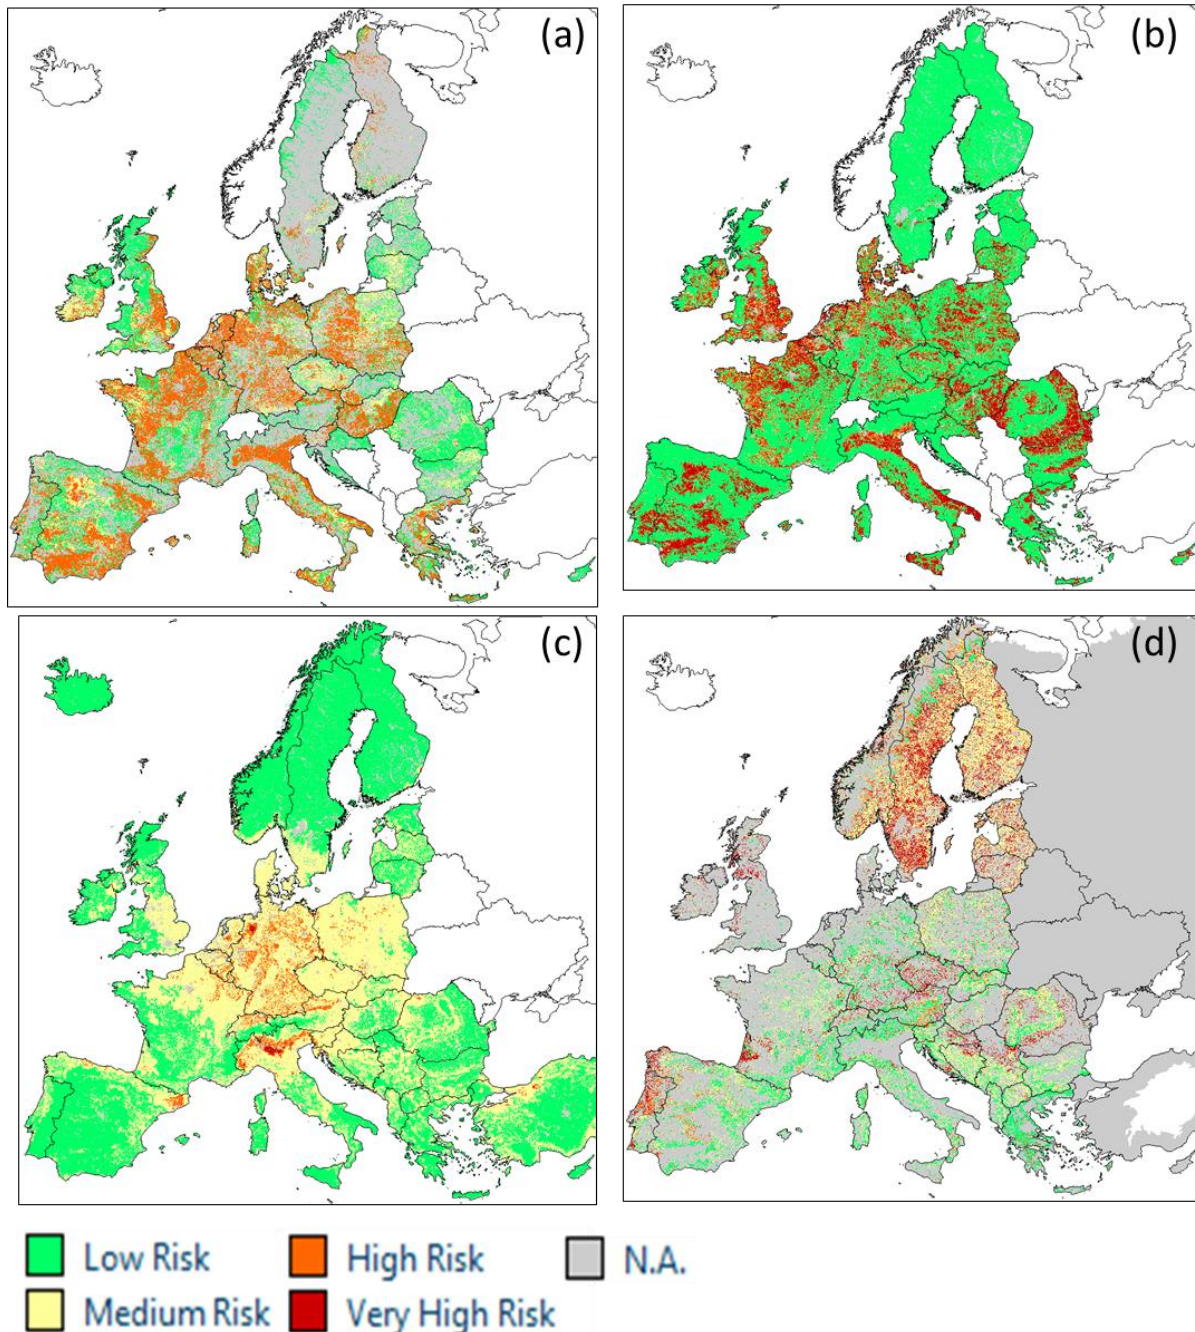 (a)
(b)
(c)
(d)
Low Risk
High Risk
N.A.
Medium Risk
Very High Risk